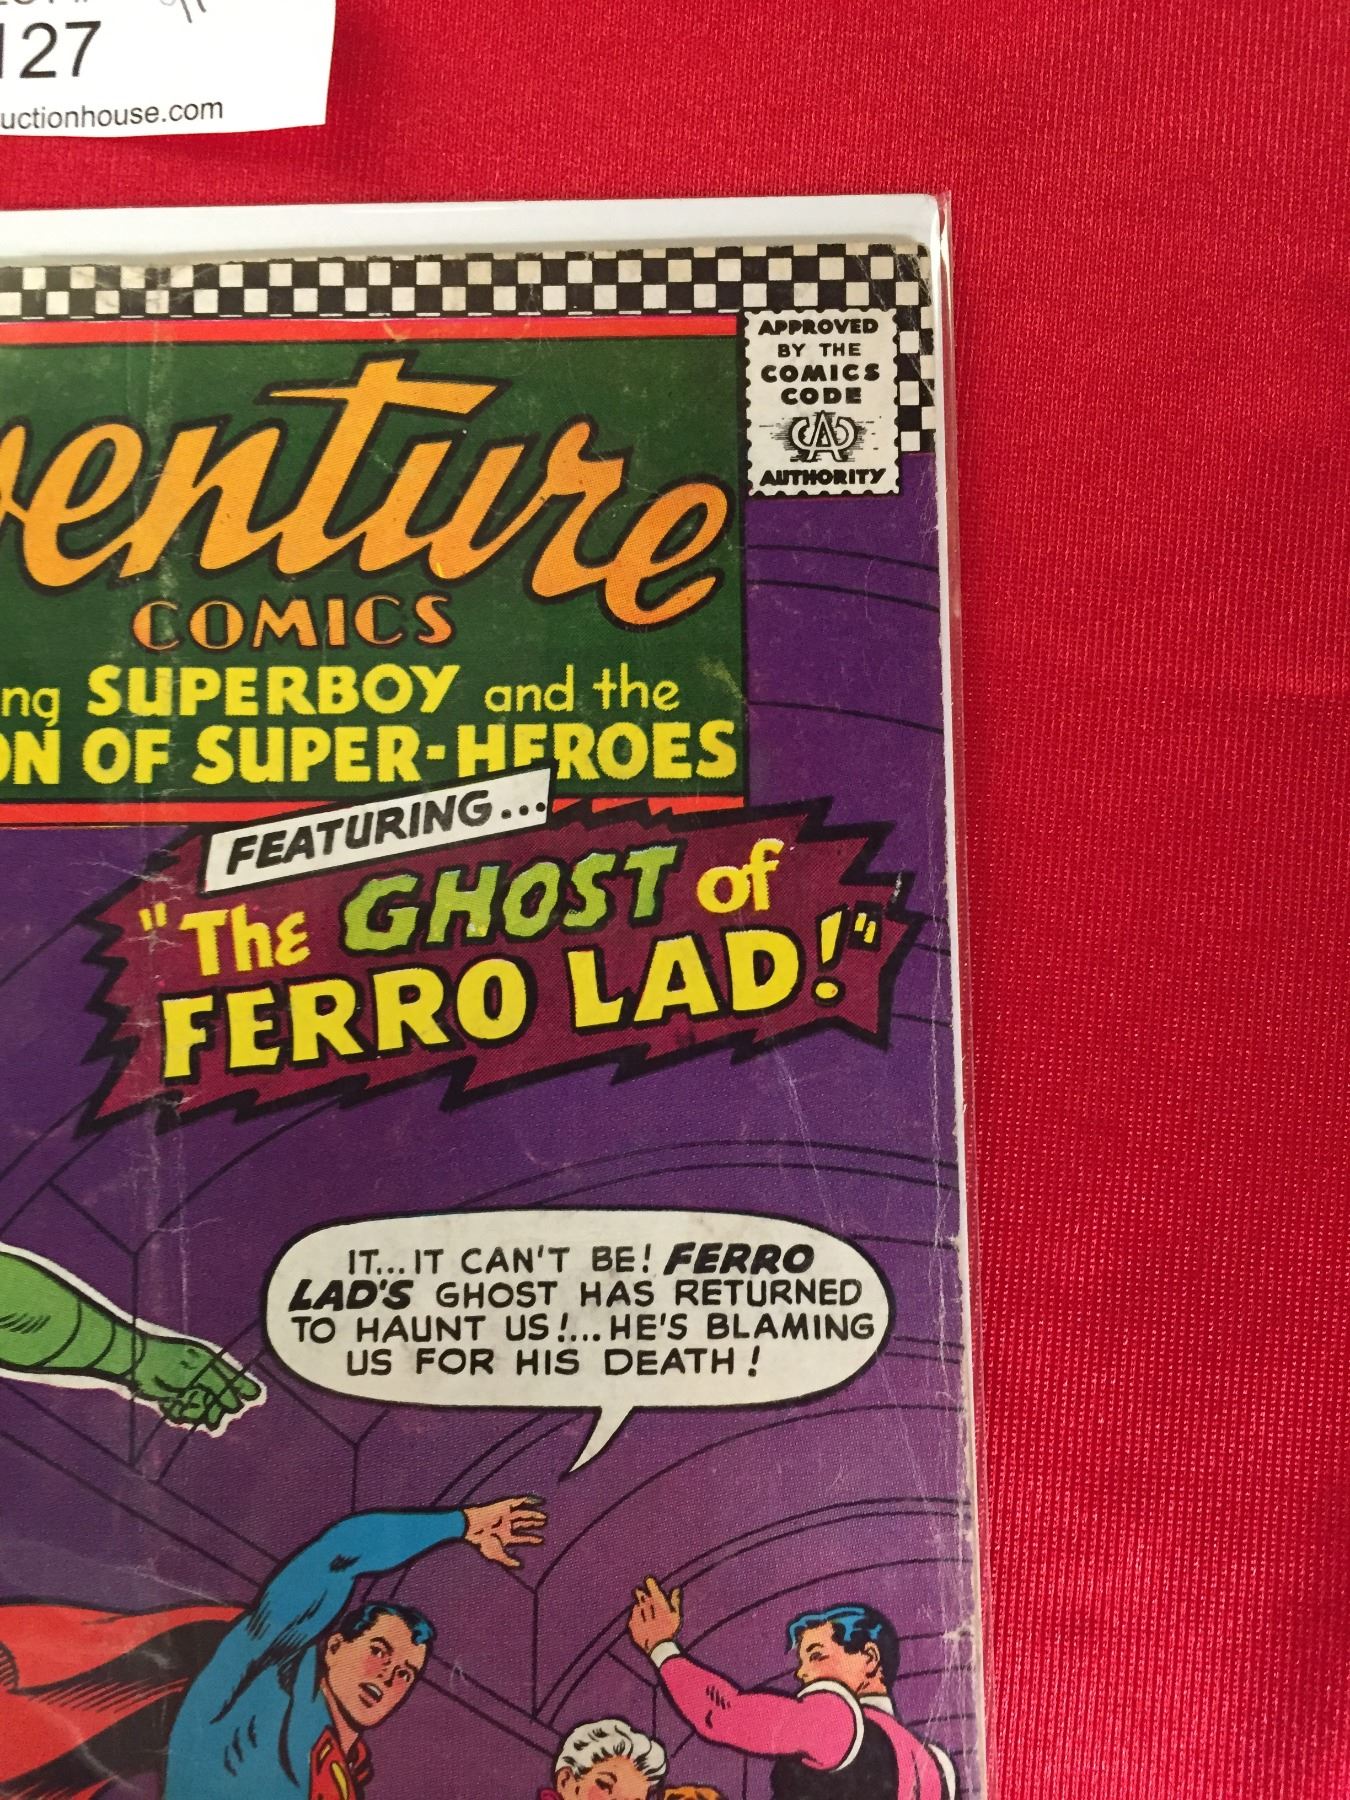 127
uctionhouse.com
APPROVED
BY THE
COMICS
CODE
AUTHORITY
venture
COMICS
ng SUPERBOY and the
ON OF SUPER-HEROES
FEATURING...
"The GHOST of
FERRO LAD!"
IT...IT CAN'T BE! FERRO
LAD'S GHOST HAS RETURNED
TO HAUNT US!...HE'S BLAMING
US FOR HIS DEATH!